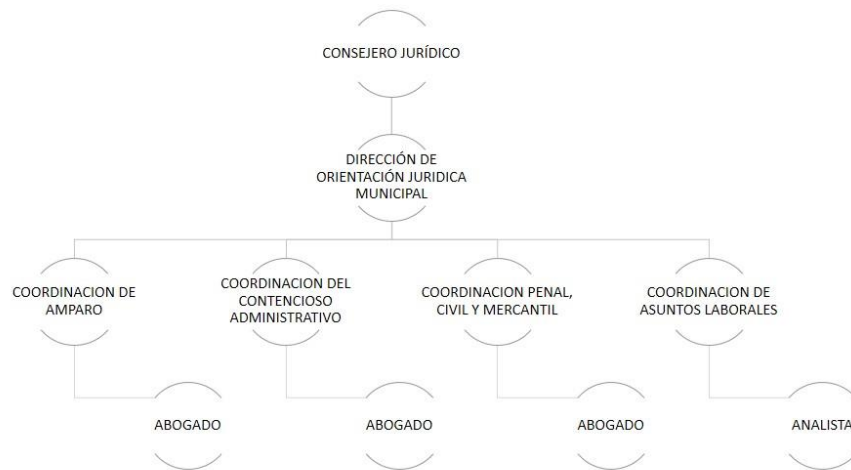 CONSEJERO JURÍDICO
DIRECCIÓN DE
ORIENTACIÓN JURIDICA
MUNICIPAL
COORDINACION DE
AMPARO
COORDINACION DEL
CONTENCIOSO
ADMINISTRATIVO
COORDINACION PENAL,
CIVIL Y MERCANTIL
COORDINACION DE
ASUNTOS LABORALES
ABOGADO
ABOGADO
ABOGADO
ANALISTA